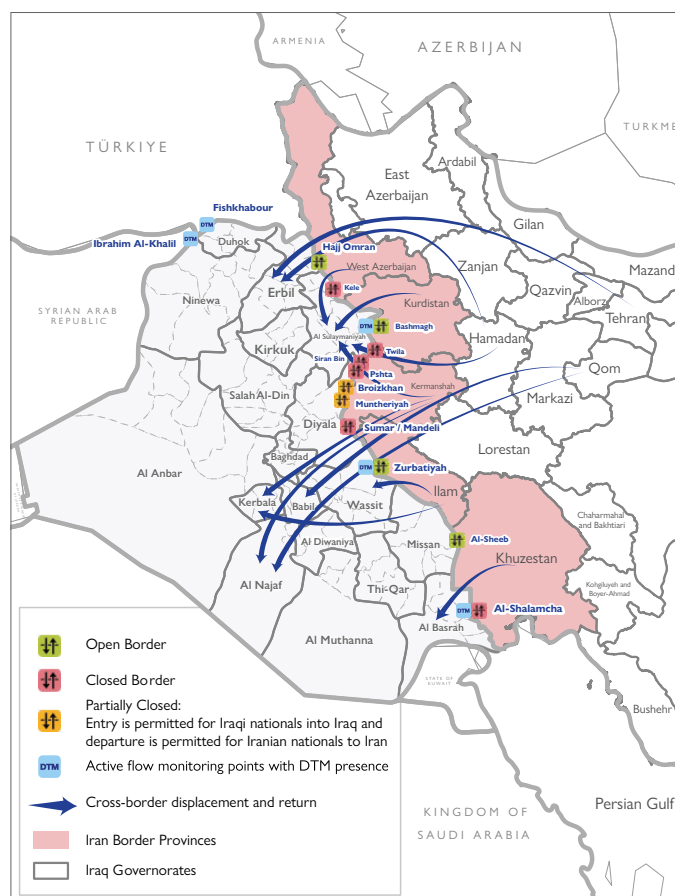 ARMENIA
AZERBIJAN
TÜRKIYE
TURKME
Ardabil
East
Azerbaijan
Gilan
Fishkhabour
DTM
Ibrahim Al-Khalil
DTM
Duhok
Hajj Omran
West Azerbaijan
Zanjan
Mazand
Qazvin
Alborz
Tehran
Ninewa
Erbil
Kele
Kurdistan
SYRIAN ARAB
REPUBLIC
DTM
Bashmagh
Al Sulaymaniyah
Hamadan
Kirkuk
Twila
Siran Bin
Pshta
Qom
Salah Al-Din
Broizkhan
Kermanshah
Markazi
Muntheriyah
Diyala
Sumar / Mandeli
Lorestan
Baghdad
Al Anbar
DTM
Zurbatiyah
Ilam
Kerbala
Babil
Wassit
Chaharmahal
and Bakhtiari
Al Diwaniya
Missan
Al-Sheeb
Khuzestan
Al Najaf
Thi-Qar
Kohgiluyeh and
Boyer-Ahmad
DTM
Al-Shalamcha
Al Basrah
Al Muthanna
STATE OF
KUWAIT
Bushehr
Open Border
Closed Border
Partially Closed:
Entry is permitted for Iraqi nationals into Iraq and
departure is permitted for Iranian nationals to Iran
DTM
Active flow monitoring points with DTM presence
Cross-border displacement and return
Iran Border Provinces
Iraq Governorates
KINGDOM OF
SAUDI ARABIA
Persian Gulf